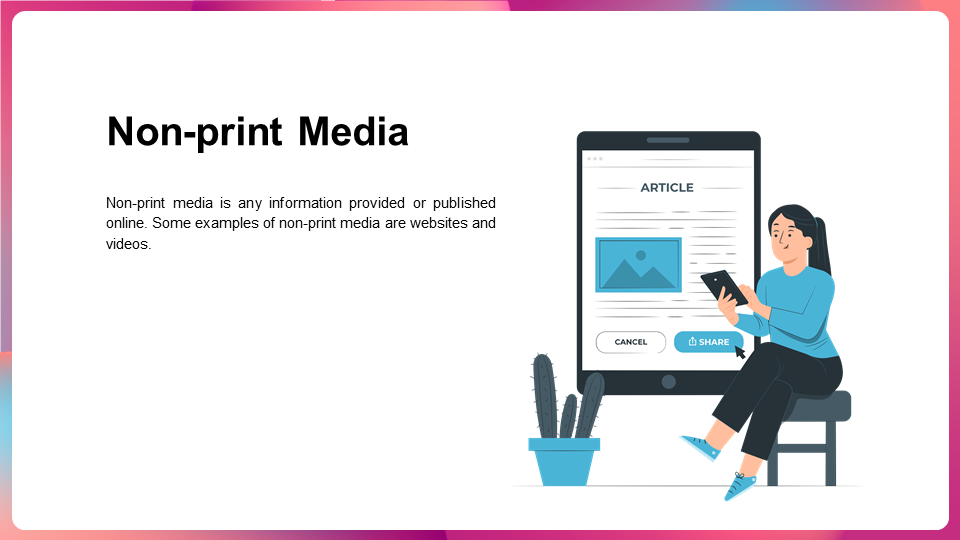 Non-print Media
Non-print media is any information provided or published
online. Some examples of non-print media are websites and
videos.
ARTICLE
CANCEL
SHARE